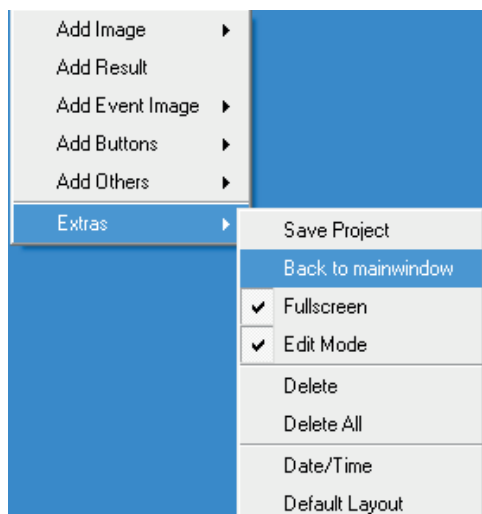 Add Image
Add Result
Add Event Image
Add Buttons
Add Others
Extras
Save Project
Back to mainwindow
Fullscreen
Edit Mode
Delete
Delete All
Date/Time
Default Layout